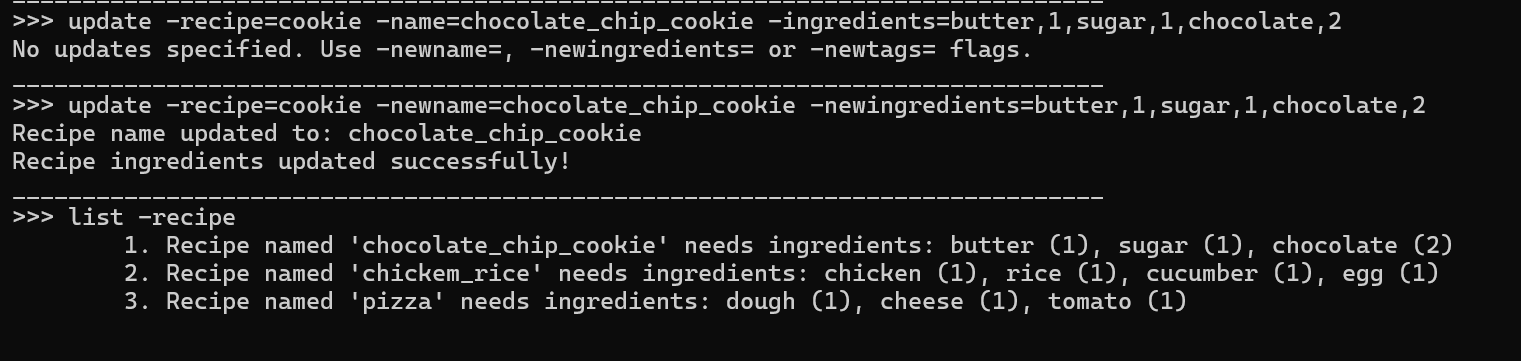 >>> update -recipe=cookie -name=chocolate_chip_cookie -ingredients=butter,1,sugar,1,chocolate,2
No updates specified. Use -newname=, -newingredients= or -newtags= flags.
>>> update -recipe=cookie -newname=chocolate_chip_cookie -newingredients=butter,1,sugar,1,chocolate,2
Recipe name updated to: chocolate_chip_cookie
Recipe ingredients updated successfully!
>>> list -recipe
1. Recipe named 'chocolate_chip_cookie' needs ingredients: butter (1), sugar (1), chocolate (2)
2. Recipe named 'chickem_rice' needs ingredients: chicken (1), rice (1), cucumber (1), egg (1)
3. Recipe named 'pizza' needs ingredients: dough (1), cheese (1), tomato (1)